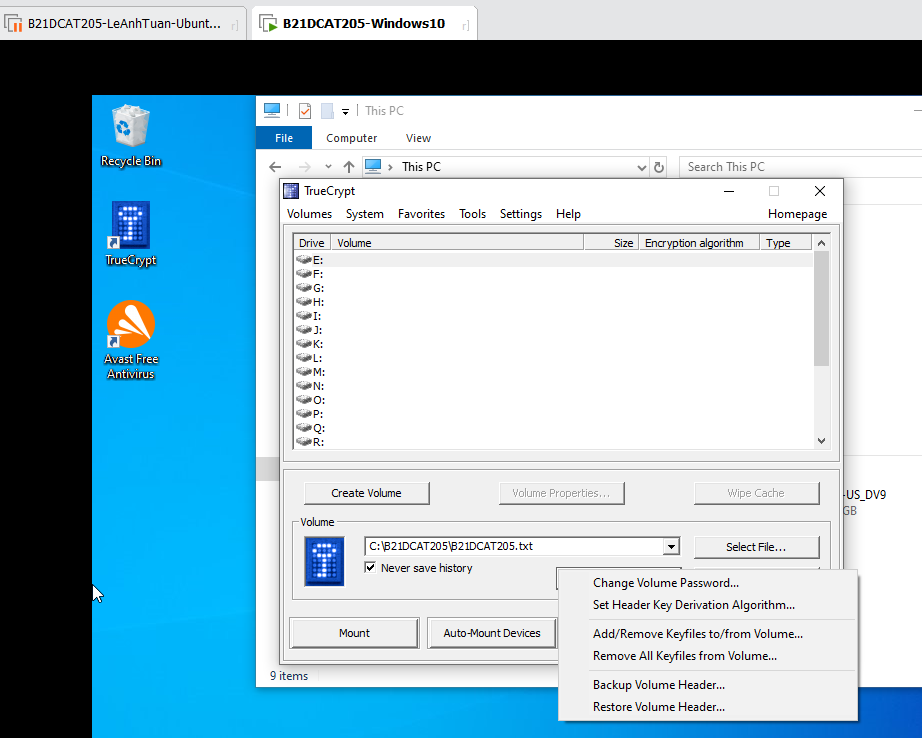 B21DCAT205-LeAnhTuan-Ubunt...
B21DCAT205-Windows10
Recycle Bin
TrueCrypt
Avast Free
Antivirus
This PC
File Computer View
This PC
Search This PC
TrueCrypt
Volumes System Favorites Tools Settings Help Homepage
Drive Volume Size Encryption algorithm Type
E:
F:
G:
H:
I:
J:
K:
L:
M:
N:
O:
P:
Q:
R:
Create Volume Volume Properties... Wipe Cache
Volume
C:\B21DCAT205\B21DCAT205.txt Select File...
Never save history
Mount Auto-Mount Devices
Change Volume Password...
Set Header Key Derivation Algorithm...
Add/Remove Keyfiles to/from Volume...
Remove All Keyfiles from Volume...
Backup Volume Header...
Restore Volume Header...
-US_DV9
GB
9 items